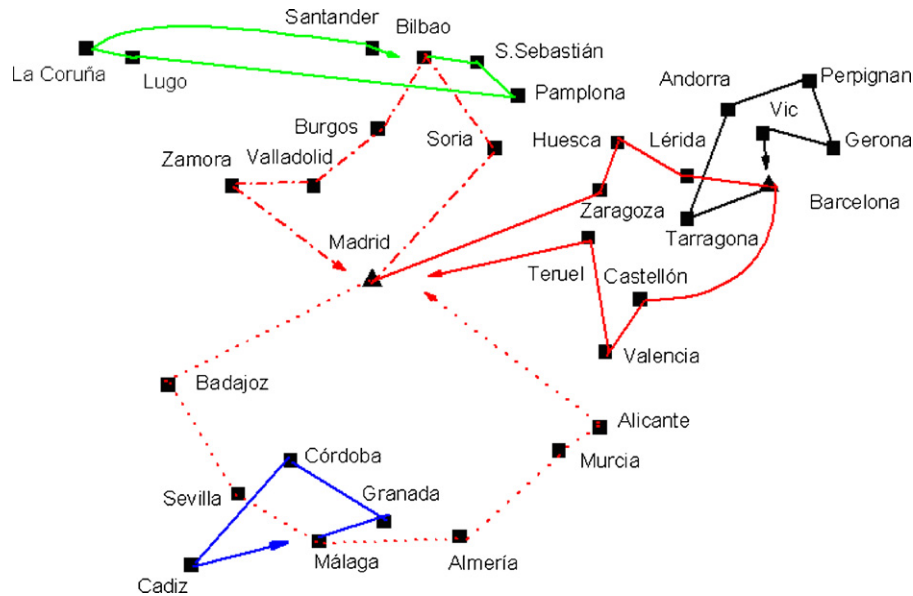 Santander
Bilbao
S.Sebastián
La Coruña
Lugo
Pamplona
Andorra
Perpignan
Vic
Burgos
Soria
Huesca
Lérida
Gerona
Zamora
Valladolid
Zaragoza
Barcelona
Madrid
Tarragona
Teruel
Castellón
Valencia
Badajoz
Alicante
Córdoba
Murcia
Sevilla
Granada
Málaga
Almería
Cadiz